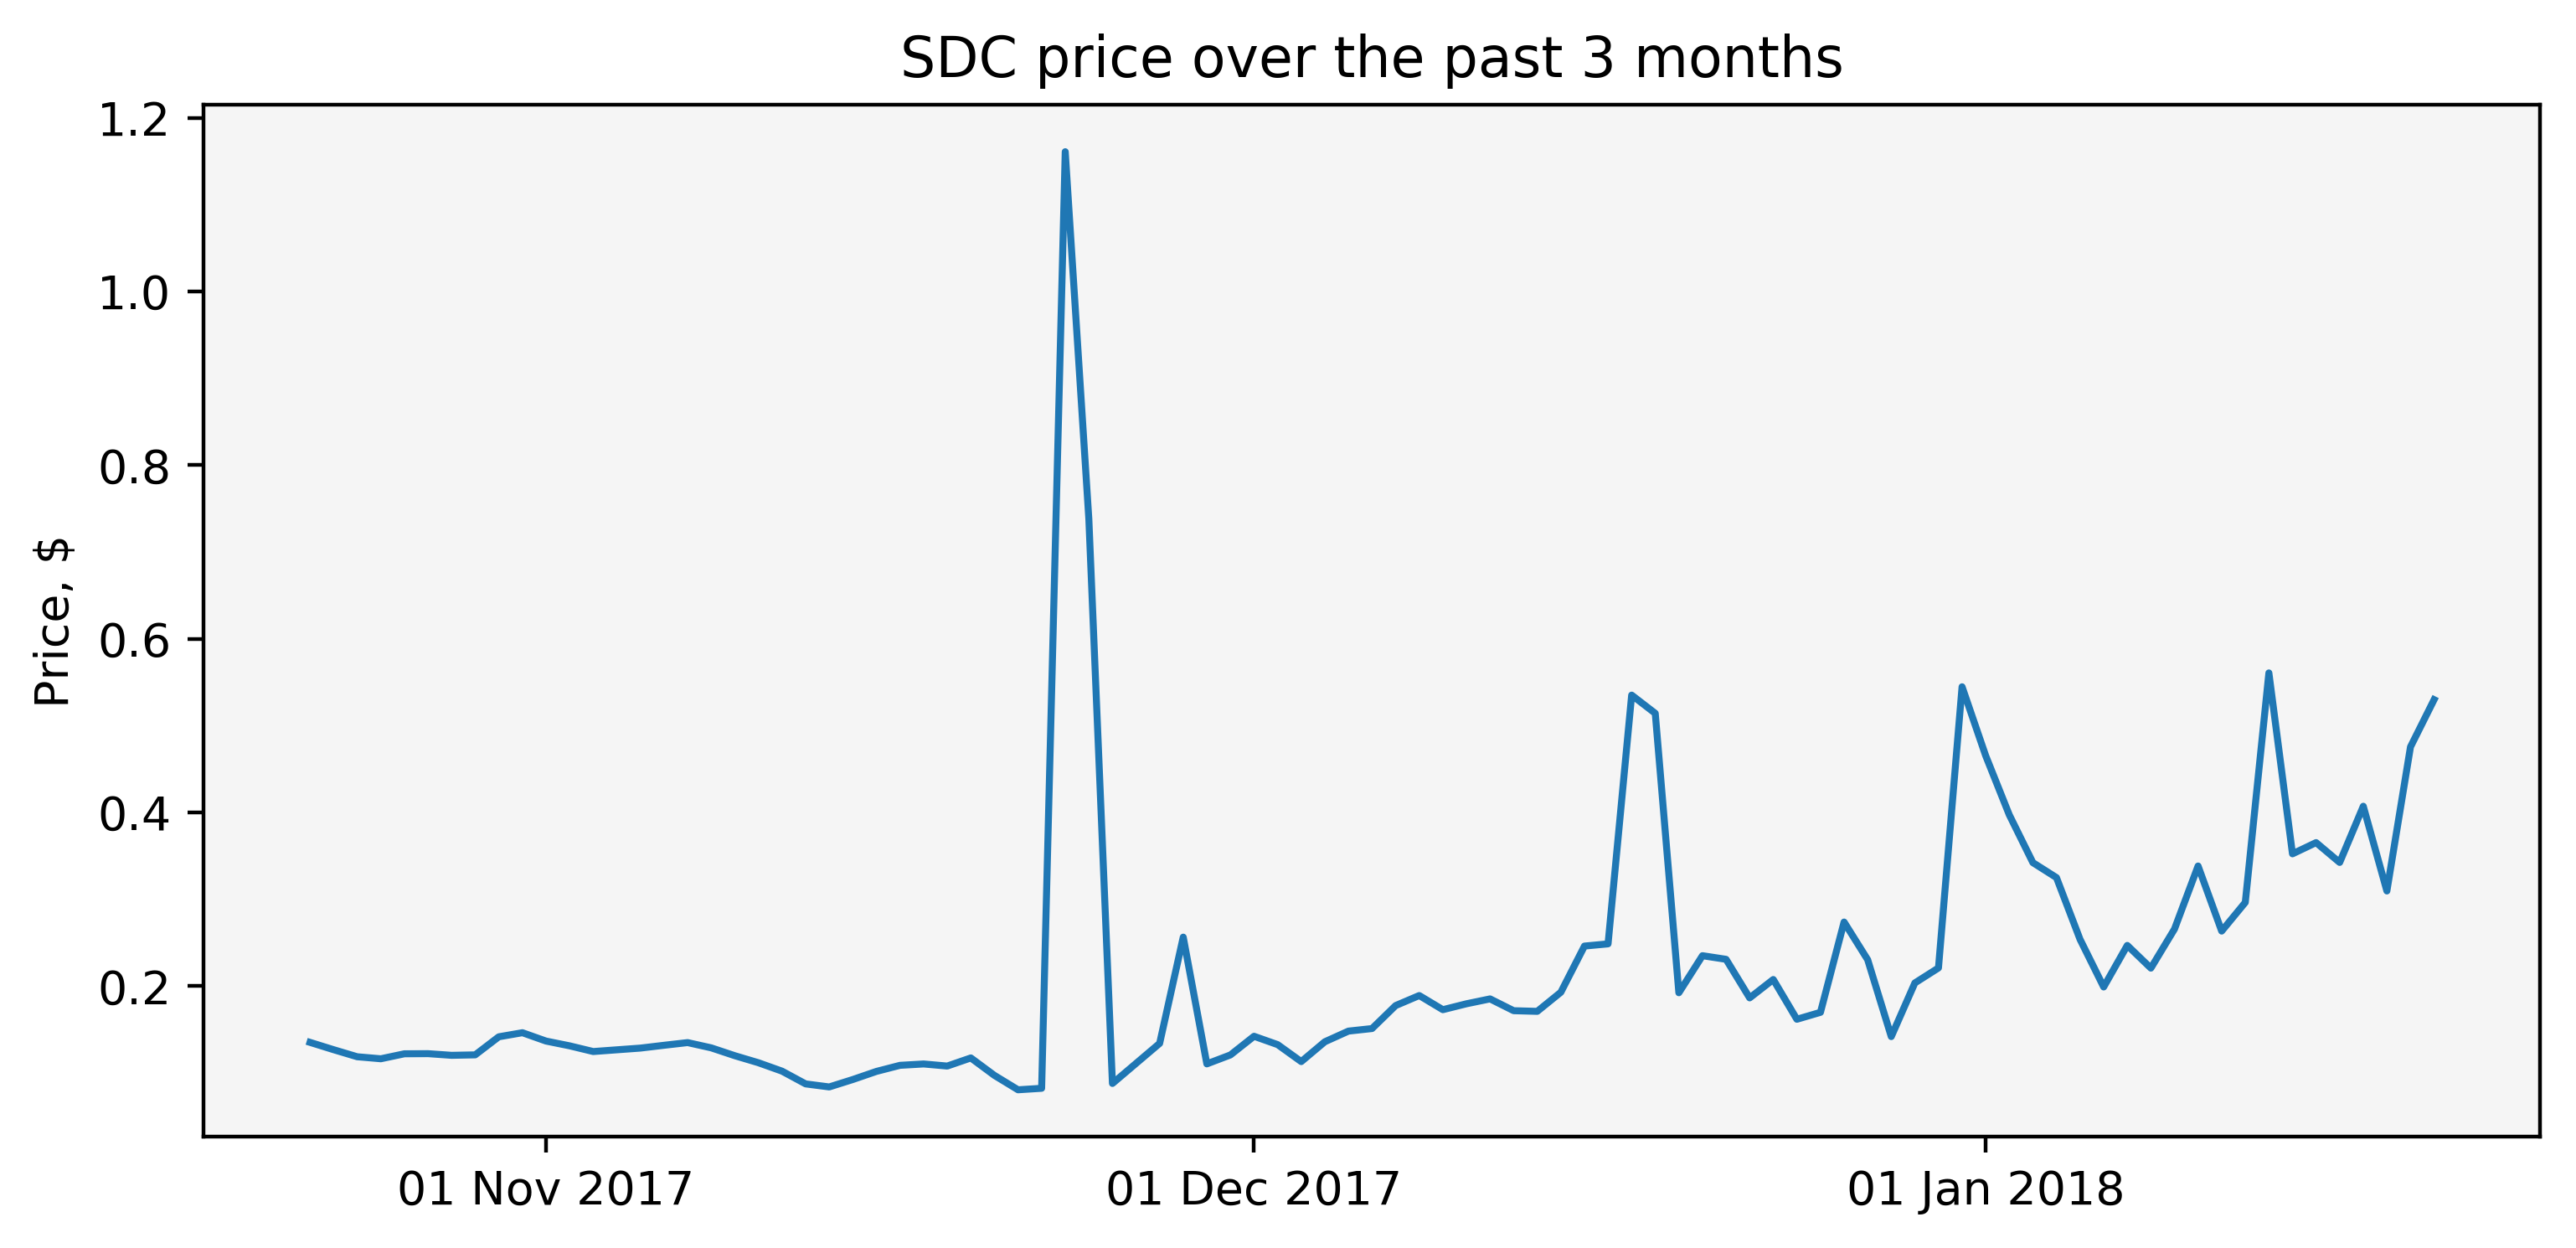 SDC price over the past 3 months
Price, $
1.2
1.0
0.8
0.6
0.4
0.2
01 Nov 2017
01 Dec 2017
01 Jan 2018